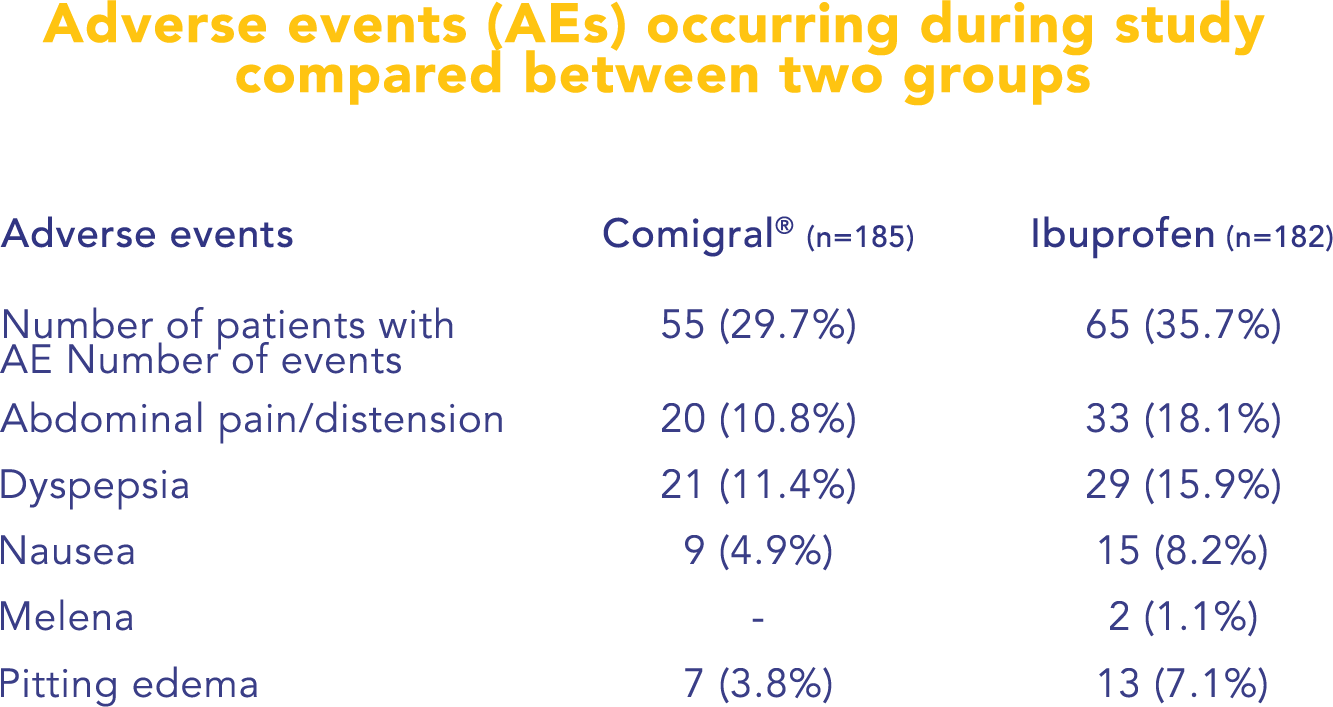 Adverse events (AEs) occurring during study
compared between two groups
Adverse events Comigral® (n=185) Ibuprofen (n=182)
Number of patients with 55 (29.7%) 65 (35.7%)
AE Number of events
Abdominal pain/distension 20 (10.8%) 33 (18.1%)
Dyspepsia 21 (11.4%) 29 (15.9%)
Nausea 9 (4.9%) 15 (8.2%)
Melena - 2 (1.1%)
Pitting edema 7 (3.8%) 13 (7.1%)